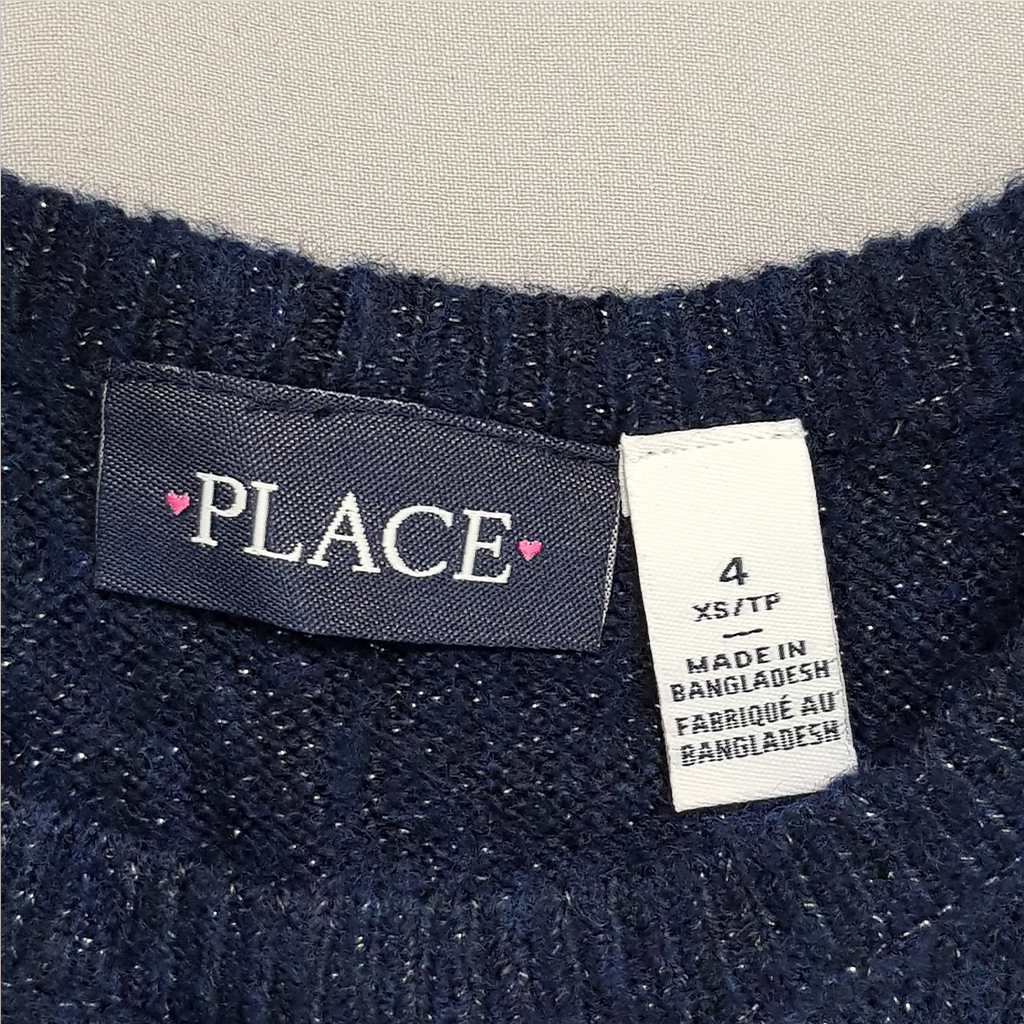 PLACE
4
XS/TP
MADE IN
BANGLADESH
FABRIQUÉ AU
BANGLADESH